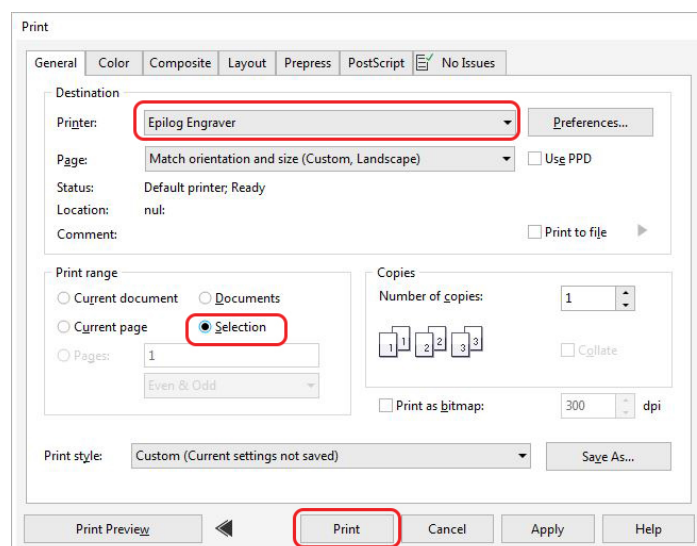 Print
General Color Composite Layout Prepress PostScript No Issues
Destination
Printer: Epilog Engraver Preferences...
Page: Match orientation and size (Custom, Landscape) Use PPD
Status: Default printer; Ready
Location: nul:
Comment: Print to file
Print range
Current document Documents
Current page Selection
Pages: 1
Even & Odd
Copies
Number of copies: 1
1 1 2 2 3 3
Collate
Print as bitmap: 300 dpi
Print style: Custom (Current settings not saved) Save As...
Print Preview Print Cancel Apply Help